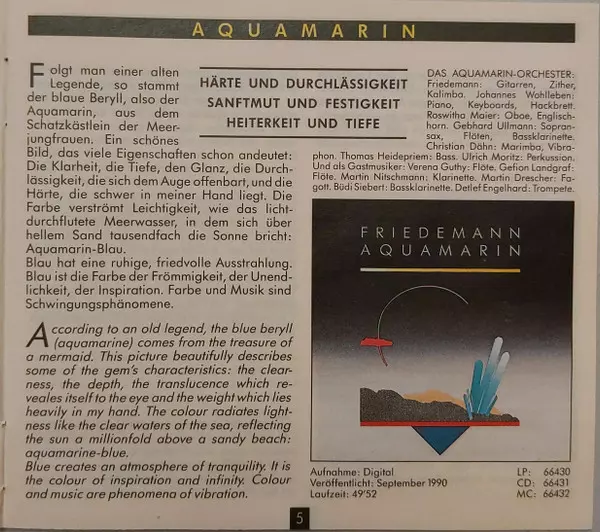 AQUAMARIN
Folgt man einer alten
Legende, so stammt
der blaue Beryll, also der
Aquamarin, aus dem
Schatzkästlein der Meer-
jungfrauen. Ein schönes
Bild, das viele Eigenschaften schon andeutet:
Die Klarheit, die Tiefe, den Glanz, die Durch-
lässigkeit, die sich dem Auge offenbart, und die
Härte, die schwer in meiner Hand liegt. Die
Farbe verströmt Leichtigkeit, wie das licht-
durchflutete Meerwasser, in dem sich über
hellem Sand tausendfach die Sonne bricht:
Aquamarin-Blau.
Blau hat eine ruhige, friedvolle Ausstrahlung.
Blau ist die Farbe der Frömmigkeit, der Unend-
lichkeit, der Inspiration. Farbe und Musik sind
Schwingungsphänomene.
According to an old legend, the blue beryll
(aquamarine) comes from the treasure of
a mermaid. This picture beautifully describes
some of the gem's characteristics: the clear-
ness, the depth, the translucence which re-
veales itself to the eye and the weight which lies
heavily in my hand. The colour radiates light-
ness like the clear waters of the sea, reflecting
the sun a millionfold above a sandy beach:
aquamarine-blue.
Blue creates an atmosphere of tranquility. It is
the colour of inspiration and infinity. Colour
and music are phenomena of vibration.
HÄRTE UND DURCHLÄSSIGKEIT
SANFTMUT UND FESTIGKEIT
HEITERKEIT UND TIEFE
DAS AQUAMARIN-ORCHESTER:
Friedemann: Gitarren, Zither,
Kalimba. Johannes Wohlleben:
Piano, Keyboards, Hackbrett.
Roswitha Maier: Oboe, Englisch-
horn. Gebhard Ullmann: Sopran-
sax, Flöten, Bassklarinette.
Christian Dähn: Marimba, Vibra-
phon. Thomas Heidepriem: Bass. Ulrich Moritz: Perkussion.
Und als Gastmusiker: Verena Guthy: Flöte. Gefion Landgraf:
Flöte. Martin Nitschmann: Klarinette. Martin Drescher: Fa-
gott. Büdi Siebert: Bassklarinette. Detlef Engelhard: Trompete.
FRIEDEMANN
AQUAMARIN
Aufnahme: Digital
Veröffentlichung: September 1990
Laufzeit: 49'52
LP: 66430
CD: 66431
MC: 66432
5